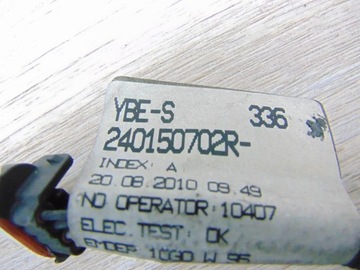 YBE-S 336
240150702R-
INDEX: A
20.08.2010 09:49
NO OPERATOR: 10407
ELEC.TEST: OK